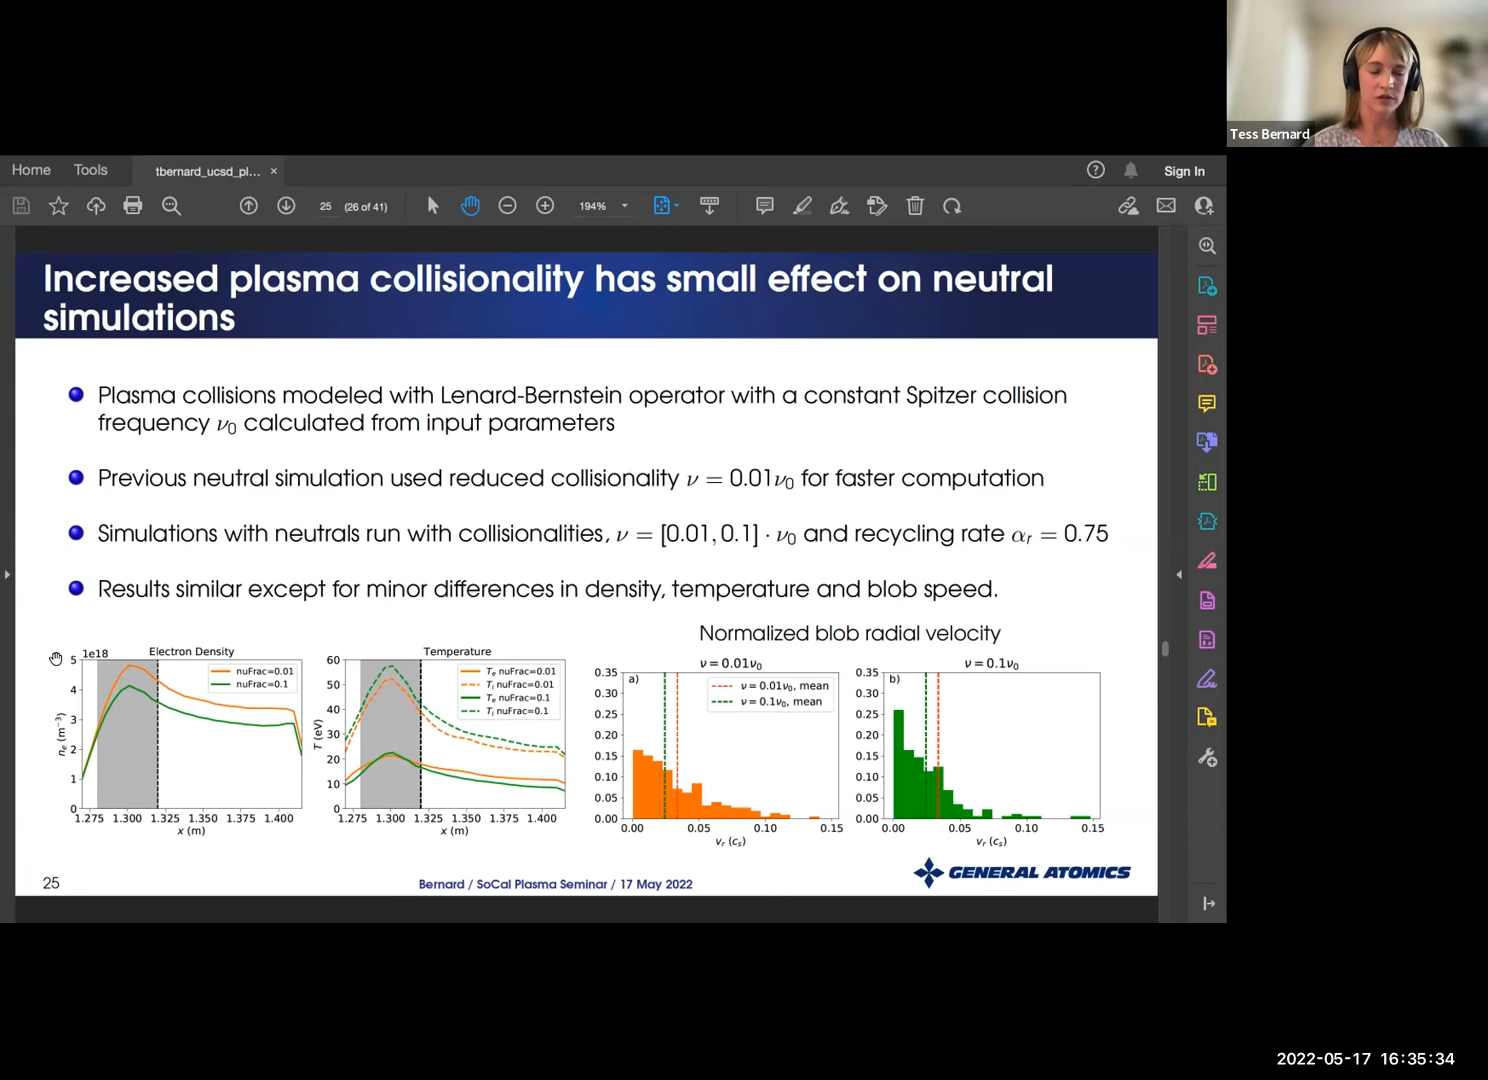 Tess Bernard
Home Tools tbernard_ucsd_pl... × Sign In
25 (26 of 41) 194%
Increased plasma collisionality has small effect on neutral
simulations
Plasma collisions modeled with Lenard-Bernstein operator with a constant Spitzer collision
frequency ν₀ calculated from input parameters
Previous neutral simulation used reduced collisionality ν = 0.01ν₀ for faster computation
Simulations with neutrals run with collisionalities, ν = [0.01, 0.1] · ν₀ and recycling rate αᵣ = 0.75
Results similar except for minor differences in density, temperature and blob speed.
Electron Density
1e18
nuFrac=0.01
nuFrac=0.1
5
4
3
2
1
0
nₑ (m⁻³)
1.275 1.300 1.325 1.350 1.375 1.400
x (m)
Temperature
Tₑ nuFrac=0.01
Tᵢ nuFrac=0.01
Tₑ nuFrac=0.1
Tᵢ nuFrac=0.1
60
50
40
30
20
10
0
T (eV)
1.275 1.300 1.325 1.350 1.375 1.400
x (m)
Normalized blob radial velocity
ν = 0.01ν₀
a)
ν = 0.01ν₀, mean
ν = 0.1ν₀, mean
0.35
0.30
0.25
0.20
0.15
0.10
0.05
0.00
0.00 0.05 0.10 0.15
vᵣ (cₛ)
ν = 0.1ν₀
b)
0.35
0.30
0.25
0.20
0.15
0.10
0.05
0.00
0.00 0.05 0.10 0.15
vᵣ (cₛ)
25
Bernard / SoCal Plasma Seminar / 17 May 2022
GENERAL ATOMICS
2022-05-17 16:35:34